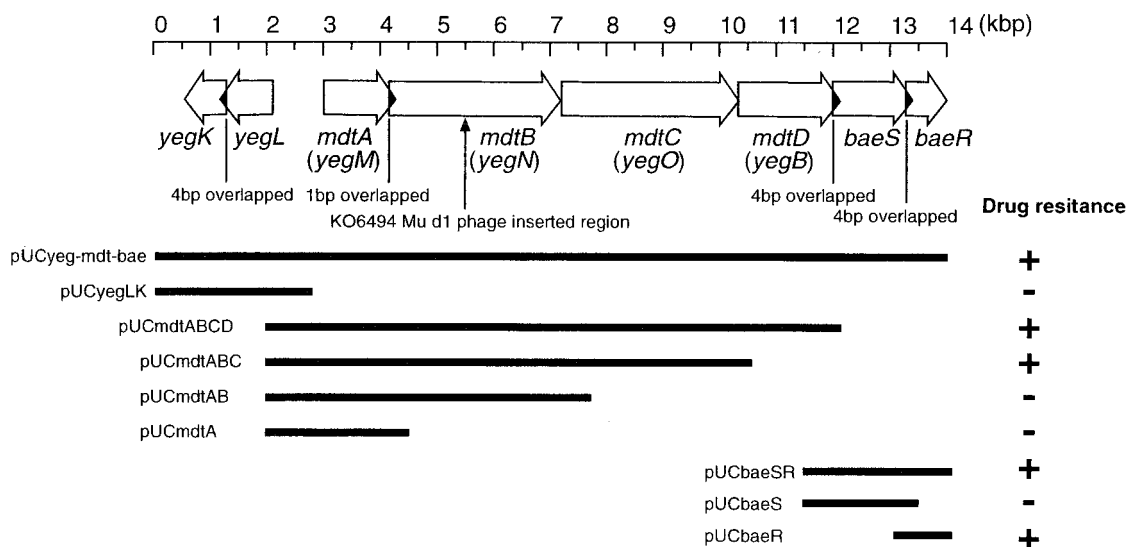 0 1 2 3 4 5 6 7 8 9 10 11 12 13 14 (kbp)
yegK yegL mdtA mdtB mdtC mdtD baeS baeR
(yegM) (yegN) (yegO) (yegB)
4bp overlapped 1bp overlapped 4bp overlapped
4bp overlapped
KO6494 Mu d1 phage inserted region
Drug resitance
pUCyeg-mdt-bae +
pUCyegLK -
pUCmdtABCD +
pUCmdtABC +
pUCmdtAB -
pUCmdtA -
pUCbaeSR +
pUCbaeS -
pUCbaeR +